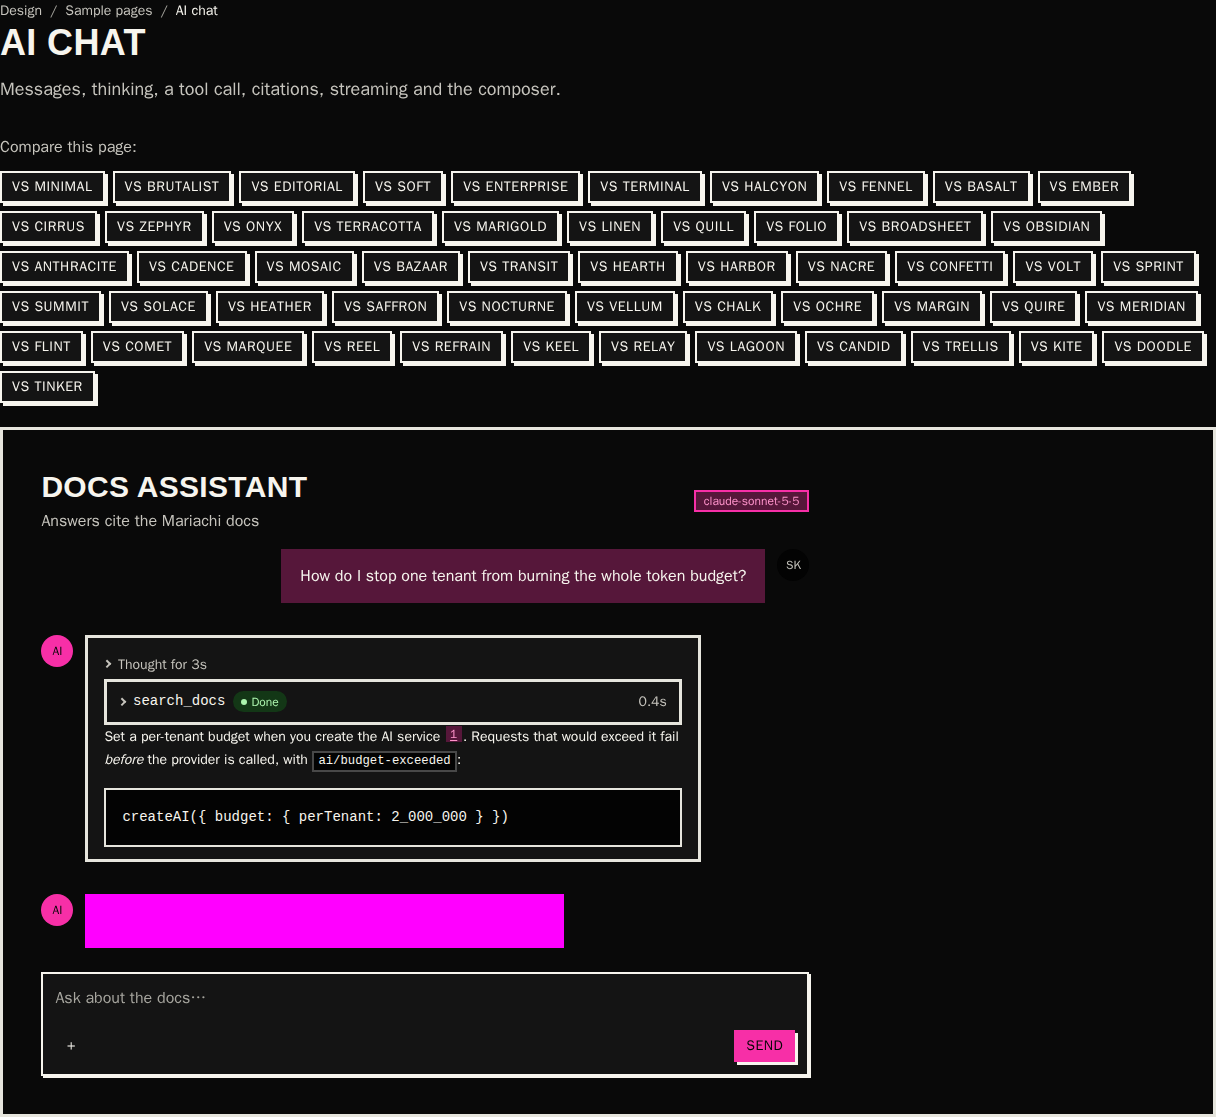 Design / Sample pages / AI chat
AI CHAT
Messages, thinking, a tool call, citations, streaming and the composer.
Compare this page:
VS MINIMAL VS BRUTALIST VS EDITORIAL VS SOFT VS ENTERPRISE VS TERMINAL VS HALCYON VS FENNEL VS BASALT VS EMBER
VS CIRRUS VS ZEPHYR VS ONYX VS TERRACOTTA VS MARIGOLD VS LINEN VS QUILL VS FOLIO VS BROADSHEET VS OBSIDIAN
VS ANTHRACITE VS CADENCE VS MOSAIC VS BAZAAR VS TRANSIT VS HEARTH VS HARBOR VS NACRE VS CONFETTI VS VOLT VS SPRINT
VS SUMMIT VS SOLACE VS HEATHER VS SAFFRON VS NOCTURNE VS VELLUM VS CHALK VS OCHRE VS MARGIN VS QUIRE VS MERIDIAN
VS FLINT VS COMET VS MARQUEE VS REEL VS REFRAIN VS KEEL VS RELAY VS LAGOON VS CANDID VS TRELLIS VS KITE VS DOODLE
VS TINKER
DOCS ASSISTANT
claude-sonnet-5-5
Answers cite the Mariachi docs
How do I stop one tenant from burning the whole token budget?
SK
AI
Thought for 3s
search_docs Done 0.4s
Set a per-tenant budget when you create the AI service 1. Requests that would exceed it fail
before the provider is called, with ai/budget-exceeded:
createAI({ budget: { perTenant: 2_000_000 } })
AI
Ask about the docs…
+ SEND